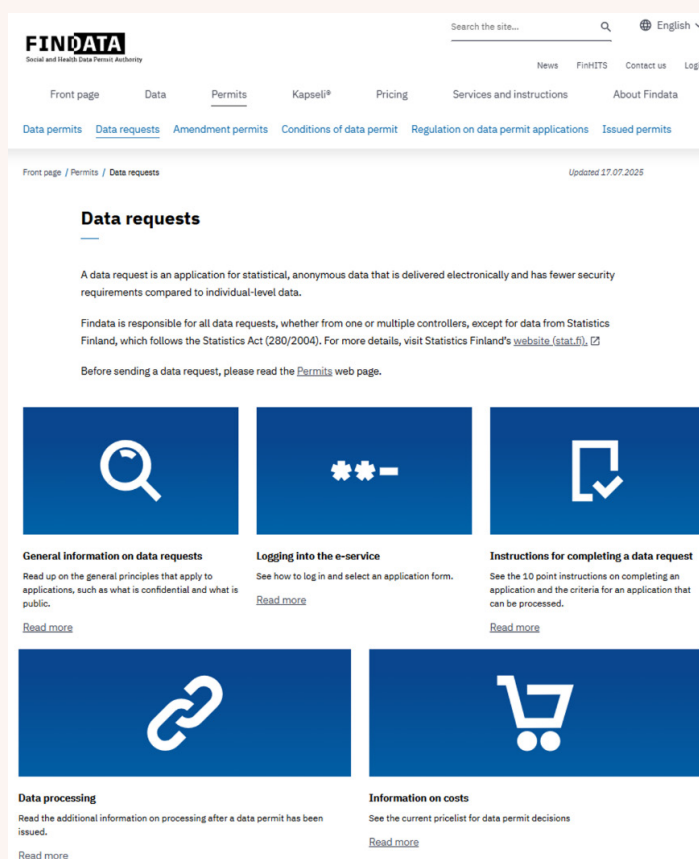 Search the site...
English
FINDATA
Social and Health Data Permit Authority
News FinHITS Contact us Logi
Front page Data Permits Kapseli® Pricing Services and instructions About Findata
Data permits Data requests Amendment permits Conditions of data permit Regulation on data permit applications Issued permits
Front page / Permits / Data requests
Updated 17.07.2025
Data requests
A data request is an application for statistical, anonymous data that is delivered electronically and has fewer security
requirements compared to individual-level data.
Findata is responsible for all data requests, whether from one or multiple controllers, except for data from Statistics
Finland, which follows the Statistics Act (280/2004). For more details, visit Statistics Finland's website (stat.fi).
Before sending a data request, please read the Permits web page.
**-
General information on data requests
Read up on the general principles that apply to
applications, such as what is confidential and what is
public.
Read more
Logging into the e-service
See how to log in and select an application form.
Read more
Instructions for completing a data request
See the 10 point instructions on completing an
application and the criteria for an application that
can be processed.
Read more
Data processing
Read the additional information on processing after a data permit has been
issued.
Read more
Information on costs
See the current pricelist for data permit decisions
Read more